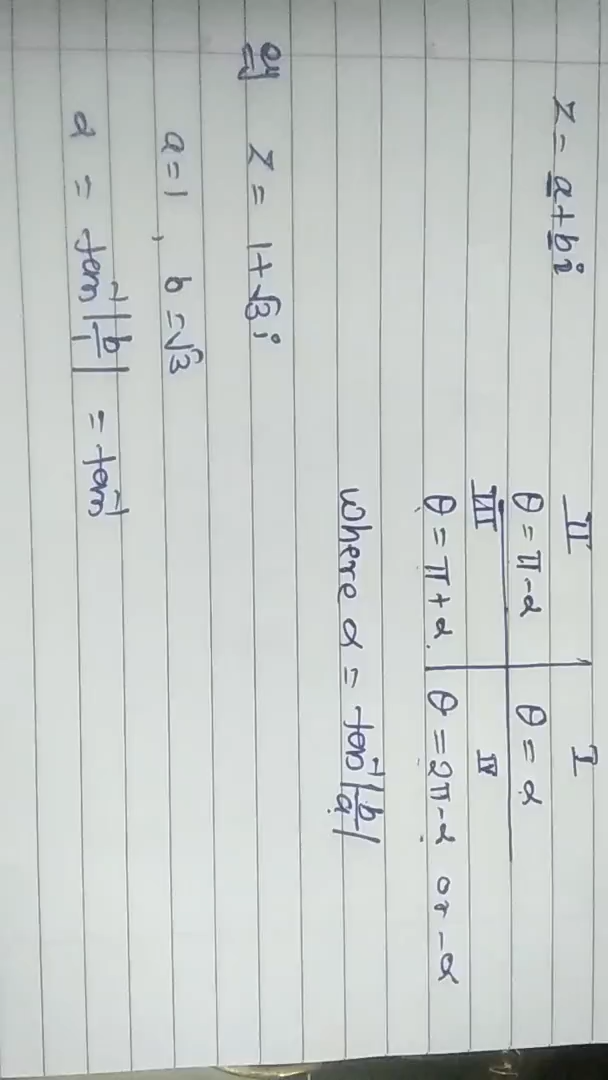 z = a + bi
II I
θ = π - α θ = α
III IV
θ = π + α θ = 2π - α or -α
where α = tan⁻¹|b/a|
eg z = 1 + √3 i
a = 1 , b = √3
α = tan⁻¹|b/1| = tan⁻¹